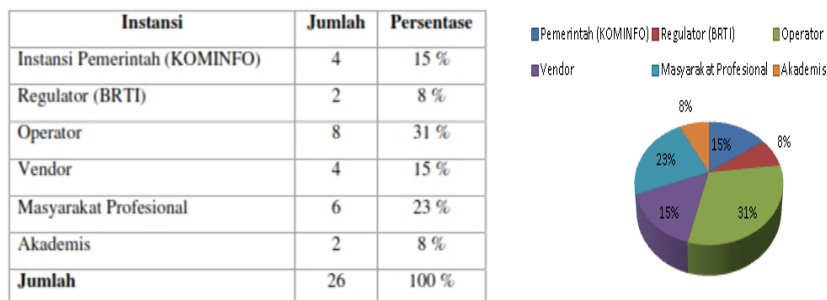 Instansi Jumlah Persentase
Instansi Pemerintah (KOMINFO) 4 15 %
Regulator (BRTI) 2 8 %
Operator 8 31 %
Vendor 4 15 %
Masyarakat Profesional 6 23 %
Akademis 2 8 %
Jumlah 26 100 %
Pemerintah (KOMINFO) Regulator (BRTI) Operator
Vendor Masyarakat Profesional Akademis
8%
15% 8%
23%
15% 31%